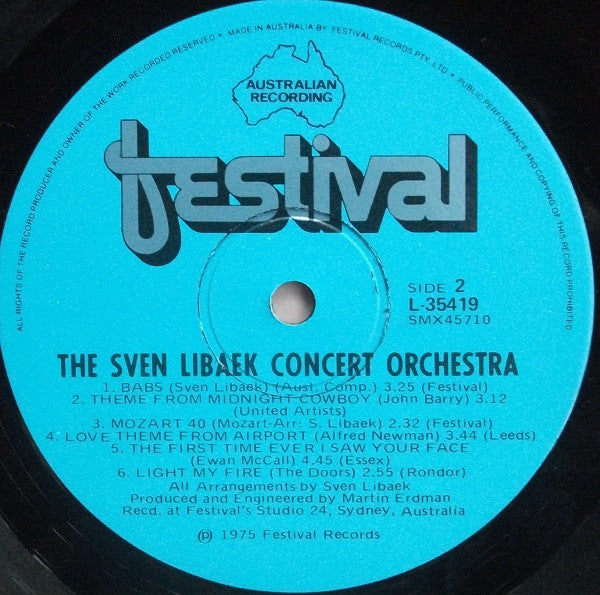 ALL RIGHTS OF THE RECORD PRODUCER AND OWNER OF THE WORK RECORDED RESERVED • MADE IN AUSTRALIA BY FESTIVAL RECORDS PTY. LTD • PUBLIC PERFORMANCE AND COPYING OF THIS RECORD PROHIBITED
AUSTRALIAN
RECORDING
festival
SIDE 2
L-35419
SMX45710
THE SVEN LIBAEK CONCERT ORCHESTRA
1. BABS (Sven Libaek) (Aust. Comp.) 3.25 (Festival)
2. THEME FROM MIDNIGHT COWBOY (John Barry) 3.12
(United Artists)
3. MOZART 40 (Mozart-Arr: S. Libaek) 2.32 (Festival)
4. LOVE THEME FROM AIRPORT (Alfred Newman) 3.44 (Leeds)
5. THE FIRST TIME EVER I SAW YOUR FACE
(Ewan McCall) 4.45 (Essex)
6. LIGHT MY FIRE (The Doors) 2.55 (Rondor)
All Arrangements by Sven Libaek
Produced and Engineered by Martin Erdman
Recd. at Festival's Studio 24, Sydney, Australia
(p) 1975 Festival Records